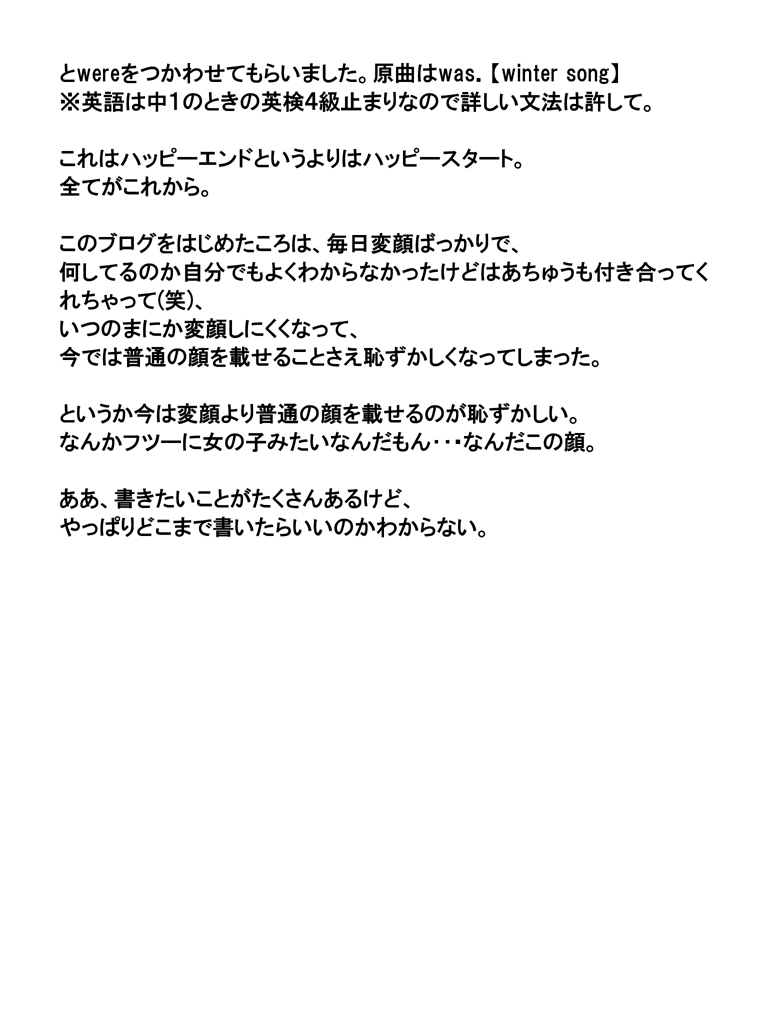 とwereをつかわせてもらいました。原曲はwas.【winter song】
※英語は中1のときの英検4級止まりなので詳しい文法は許して。
これはハッピーエンドというよりはハッピースタート。
全てがこれから。
このブログをはじめたころは、毎日変顔ばっかりで、
何してるのか自分でもよくわからなかったけどはあちゅうも付き合ってく
れちゃって(笑)、
いつのまにか変顔しにくくなって、
今では普通の顔を載せることさえ恥ずかしくなってしまった。
というか今は変顔より普通の顔を載せるのが恥ずかしい。
なんかフツーに女の子みたいなんだもん・・・なんだこの顔。
ああ、書きたいことがたくさんあるけど、
やっぱりどこまで書いたらいいのかわからない。